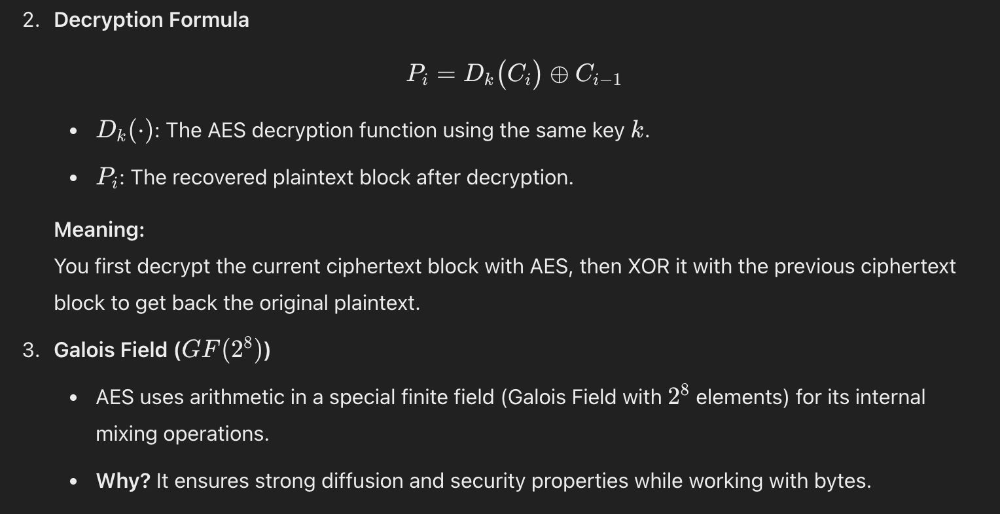 2. Decryption Formula
P_i = D_k(C_i) ⊕ C_{i−1}
• D_k(·): The AES decryption function using the same key k.
• P_i: The recovered plaintext block after decryption.
Meaning:
You first decrypt the current ciphertext block with AES, then XOR it with the previous ciphertext
block to get back the original plaintext.
3. Galois Field (GF(2^8))
• AES uses arithmetic in a special finite field (Galois Field with 2^8 elements) for its internal
mixing operations.
• Why? It ensures strong diffusion and security properties while working with bytes.